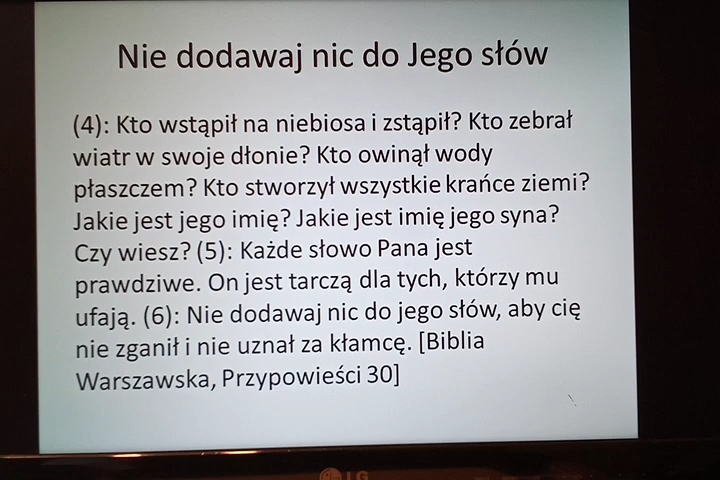 Nie dodawaj nic do Jego słów
(4): Kto wstąpił na niebiosa i zstąpił? Kto zebrał
wiatr w swoje dłonie? Kto owinął wody
płaszczem? Kto stworzył wszystkie krańce ziemi?
Jakie jest jego imię? Jakie jest imię jego syna?
Czy wiesz? (5): Każde słowo Pana jest
prawdziwe. On jest tarczą dla tych, którzy mu
ufają. (6): Nie dodawaj nic do jego słów, aby cię
nie zganił i nie uznał za kłamcę. [Biblia
Warszawska, Przypowieści 30]
LG